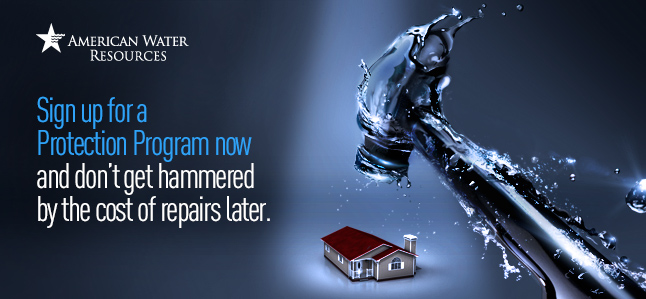 AMERICAN WATER
RESOURCES
Sign up for a
Protection Program now
and don't get hammered
by the cost of repairs later.